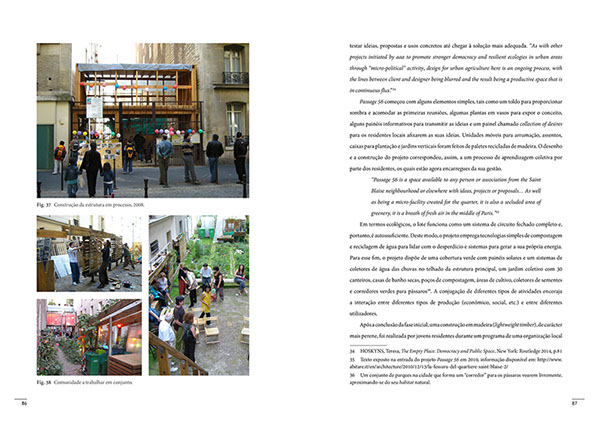 Fig. 37 Construção da estrutura em processo, 2008.
Fig. 38 Comunidade a trabalhar em conjunto.
86
testar ideias, propostas e usos concretos até chegar à solução mais adequada. “As with other
projects initiated by aaa to promote stronger democracy and resilient ecologies in urban areas
through “micro-political” activity, design for urban agriculture here is an ongoing process, with
the lines between client and designer being blurred and the result being a productive space that is
in continuous flux.”³⁴
Passage 56 começou com alguns elementos simples, tais como um toldo para proporcionar
sombra e acomodar as primeiras reuniões, algumas plantas em vasos para expor o conceito,
alguns painéis informativos para transmitir as ideias e um painel chamado collection of desires
para os residentes locais afixarem as suas ideias. Unidades móveis para arrumação, assentos,
caixas para plantação e jardins verticais foram feitos de paletes recicladas de madeira. O desenho
e a construção do projeto correspondeu, assim, a um processo de aprendizagem coletiva por
parte dos residentes, os quais estão agora encarregues da sua gestão.
“Passage 56 is a space available to any person or association from the Saint
Blaise neighbourhood or elsewhere with ideas, projects or proposals... As well
as being a micro-facility created for the quarter, it is also a secluded area of
greenery, it is a breath of fresh air in the middle of Paris.”³⁵
Em termos ecológicos, o lote funciona como um sistema de circuito fechado completo e,
portanto, é autossuficiente. Deste modo, o projeto emprega tecnologias simples de compostagem
e reciclagem de água para lidar com o desperdício e sistemas para gerar a sua própria energia.
Para esse fim, o projeto dispõe de uma cobertura verde com painéis solares e um sistemas de
coletores de água das chuvas no telhado da estrutura principal, um jardim coletivo com 30
canteiros, casas de banho secas, poços de compostagem, áreas de cultivo, coletores de sementes
e corredores verdes para pássaros³⁶. A conjugação de diferentes tipos de atividades encoraja
a interação entre diferentes tipos de produção (económico, social, etc.) e entre diferentes
utilizadores.
Após a conclusão da fase inicial, uma construção em madeira (lightweight timber), de carácter
mais perene, foi realizada por jovens residentes durante um programa de uma organização local
34 HOSKYNS, Teresa, The Empty Place: Democracy and Public Space, New York: Routledge 2014, p.81
35 Texto exposto na entrada do projeto Passage 56 em 2010, informação disponível em: http://www.
abitare.it/en/architecture/2010/12/13/la-fessura-del-quartiere-saint-blaise-2/
36 Um conjunto de parques na cidade que forma um “corredor” para os pássaros voarem livremente,
aproximando-se do seu habitat natural.
87